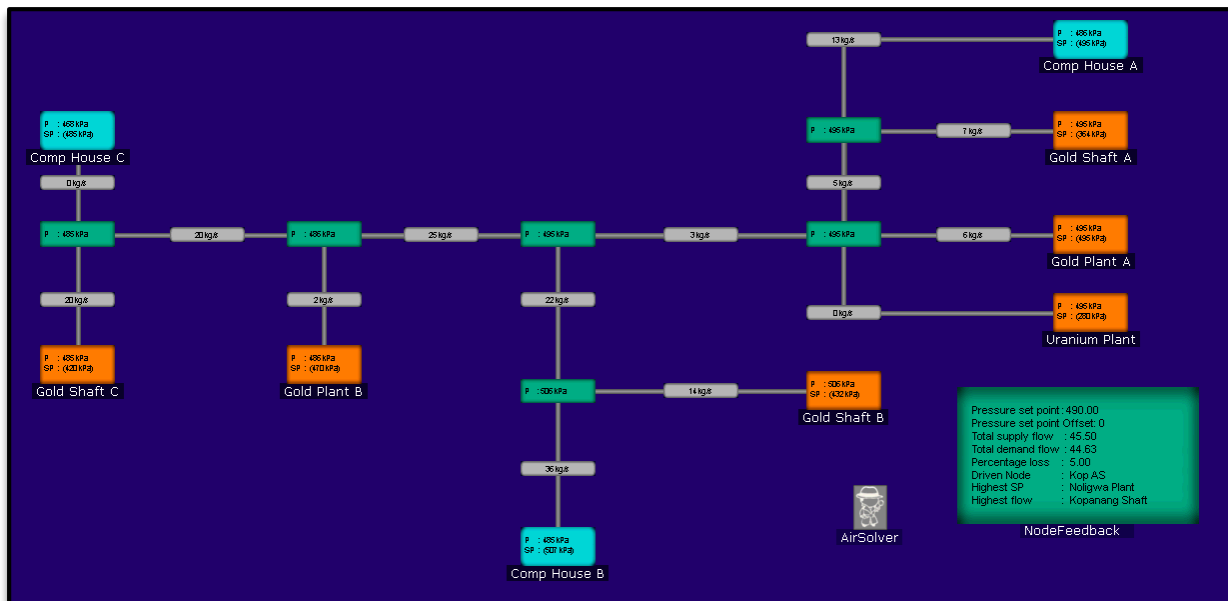 13 kg/s
P : 486 kPa
SP : (495 kPa)
Comp House A
P : 468 kPa
SP : (485 kPa)
Comp House C
P : 495 kPa
7 kg/s
P : 495 kPa
SP : (364 kPa)
Gold Shaft A
0 kg/s
5 kg/s
P : 485 kPa
20 kg/s
P : 486 kPa
25 kg/s
P : 495 kPa
3 kg/s
P : 495 kPa
6 kg/s
P : 495 kPa
SP : (495 kPa)
Gold Plant A
20 kg/s
2 kg/s
22 kg/s
0 kg/s
P : 495 kPa
SP : (280 kPa)
Uranium Plant
P : 485 kPa
SP : (420 kPa)
Gold Shaft C
P : 486 kPa
SP : (470 kPa)
Gold Plant B
P : 506 kPa
14 kg/s
P : 506 kPa
SP : (432 kPa)
Gold Shaft B
Pressure set point : 490.00
Pressure set point Offset: 0
Total supply flow : 45.50
Total demand flow : 44.63
Percentage loss : 5.00
Driven Node : Kop AS
Highest SP : Noligwa Plant
Highest flow : Kopanang Shaft
NodeFeedback
36 kg/s
AirSolver
P : 485 kPa
SP : (507 kPa)
Comp House B